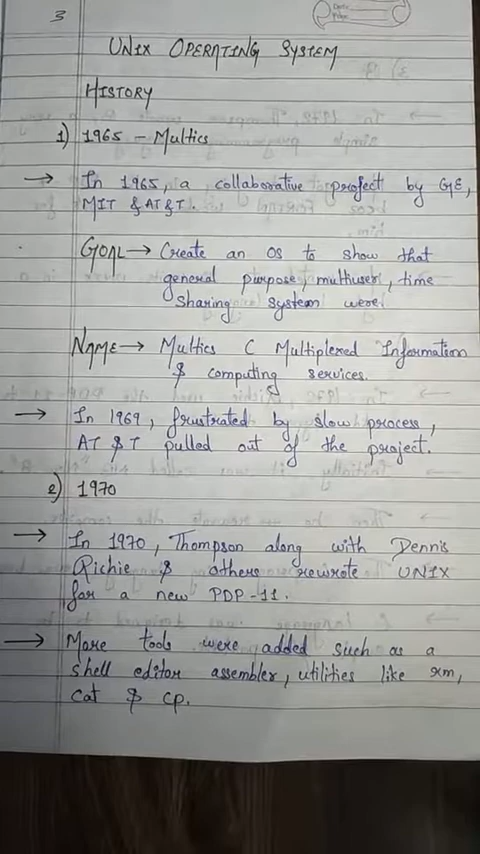 3
UNIX OPERATING SYSTEM
HISTORY
1) 1965 - Multics
→ In 1965, a collaborative project by GE,
MIT & AT&T.
GOAL → Create an OS to show that
general purpose, multiuser, time
sharing system were
NAME → Multics C Multiplexed Information
& computing services.
→ In 1969, frustrated by slow process,
AT & T pulled out of the project.
2) 1970
→ In 1970, Thompson along with Dennis
Richie & others rewrote UNIX
for a new PDP-11.
→ More tools were added such as a
shell editor assembler, utilities like rm,
cat & cp.